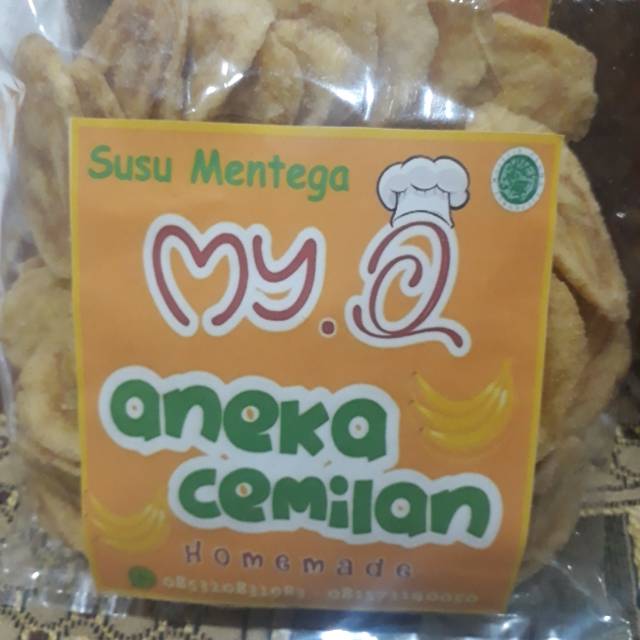 Susu Mentega
my.Q
aneka
cemilan
Homemade